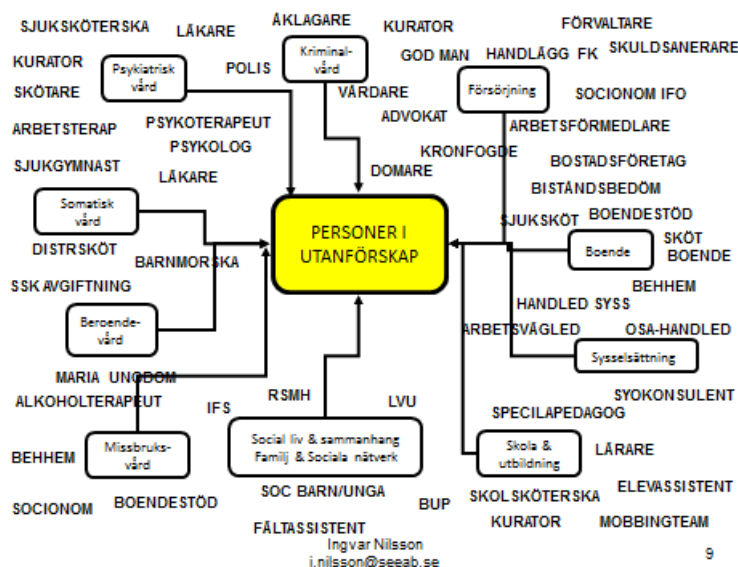 SJUKSKÖTERSKA
LÄKARE
ÅKLAGARE
KURATOR
FÖRVALTARE
KURATOR
Psykiatrisk
vård
POLIS
Kriminal-
vård
GOD MAN
HANDLÄGG FK
SKULDSANERARE
SKÖTARE
VÅRDARE
Försörjning
SOCIONOM IFO
ARBETSTERAP
PSYKOTERAPEUT
ADVOKAT
ARBETSFÖRMEDLARE
PSYKOLOG
KRONFOGDE
BOSTADSFÖRETAG
SJUKGYMNAST
LÄKARE
DOMARE
BISTÅNDSBEDÖM
Somatisk
vård
PERSONER I
UTANFÖRSKAP
SJUKSKÖT
BOENDESTÖD
DISTRSKÖT
BARNMORSKA
Boende
SKÖT
BOENDE
SSK AVGIFTNING
BEHHEM
Beroende-
vård
HANDLED SYSS
ARBETSVÄGLED
OSA-HANDLED
Sysselsättning
MARIA UNGDOM
ALKOHOLTERAPEUT
IFS
RSMH
LVU
SYOKONSULENT
SPECILAPEDAGOG
Missbruks-
vård
Social liv & sammanhang
Familj & Sociala nätverk
Skola &
utbildning
LÄRARE
BEHHEM
SOC BARN/UNGA
ELEVASSISTENT
SOCIONOM
BOENDESTÖD
BUP
SKOLSKÖTERSKA
FÄLTASSISTENT
KURATOR
MOBBINGTEAM
Ingvar Nilsson
i.nilsson@seeab.se
9